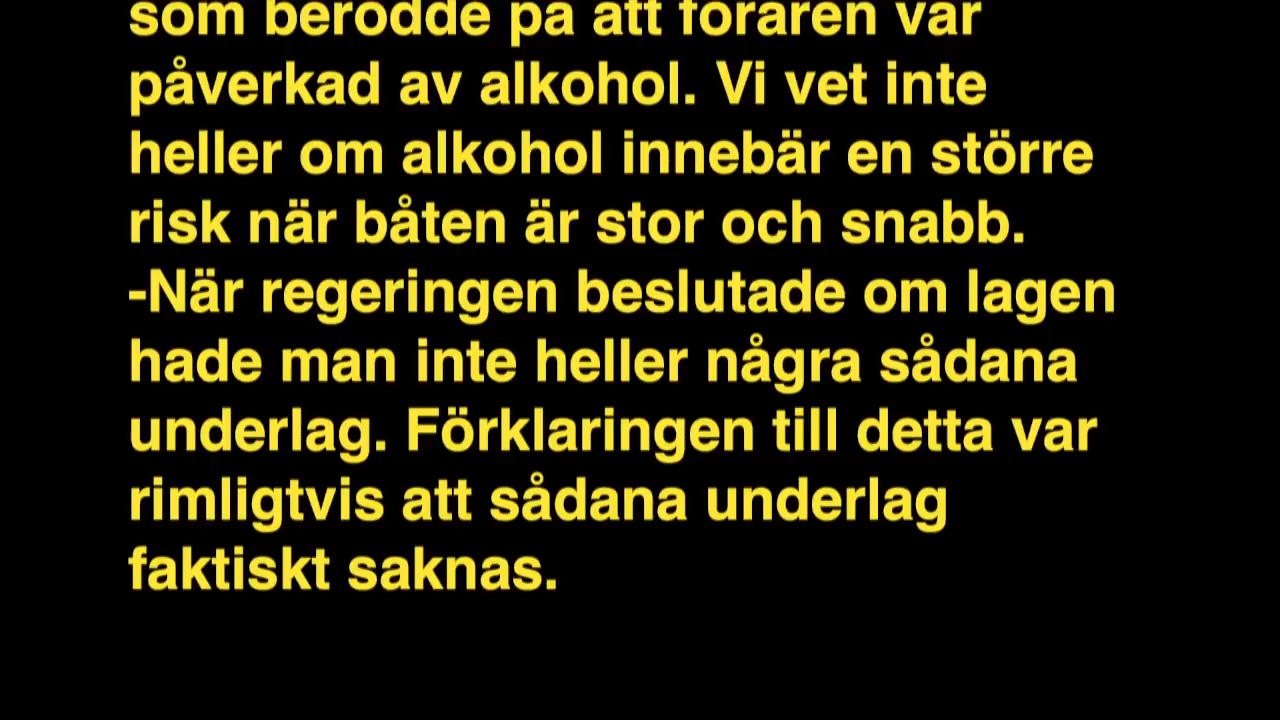 som berodde på att föraren var
påverkad av alkohol. Vi vet inte
heller om alkohol innebär en större
risk när båten är stor och snabb.
-När regeringen beslutade om lagen
hade man inte heller några sådana
underlag. Förklaringen till detta var
rimligtvis att sådana underlag
faktiskt saknas.